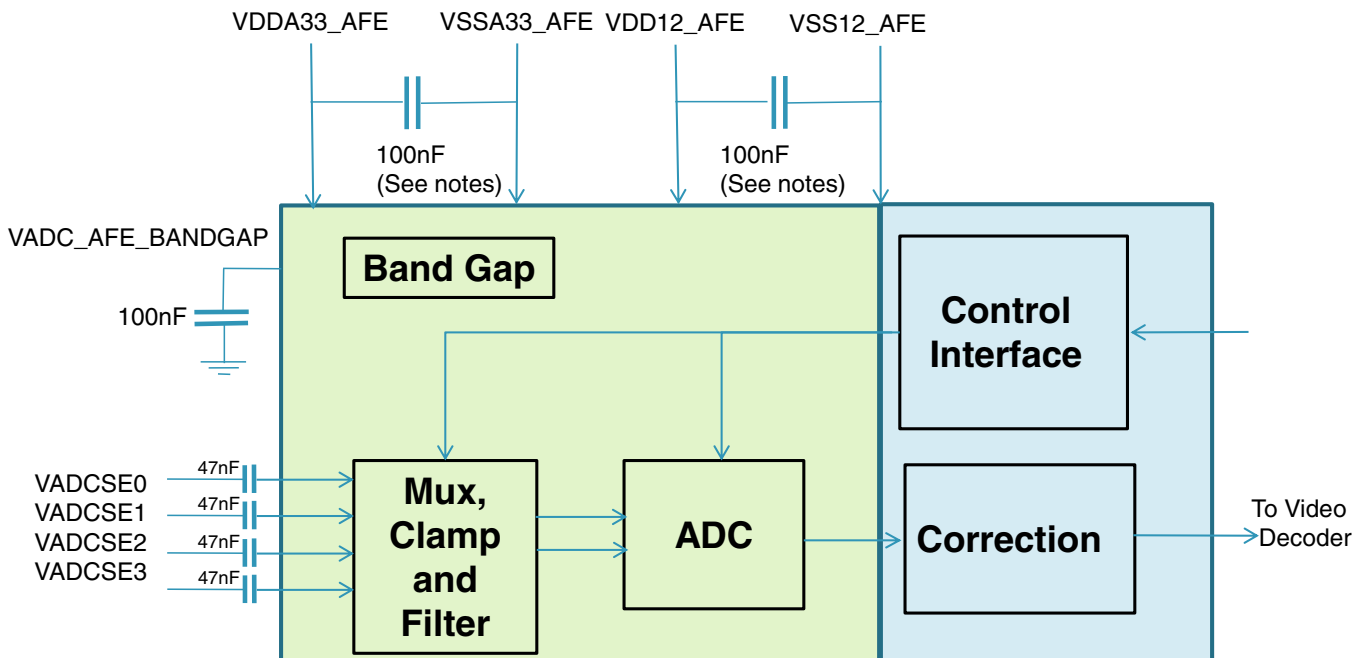 VDDA33_AFE
VSSA33_AFE
VDD12_AFE
VSS12_AFE
100nF
(See notes)
100nF
(See notes)
VADC_AFE_BANDGAP
100nF
Band Gap
Control
Interface
VADCSE0
VADCSE1
VADCSE2
VADCSE3
47nF
47nF
47nF
47nF
Mux,
Clamp
and
Filter
ADC
Correction
To Video
Decoder